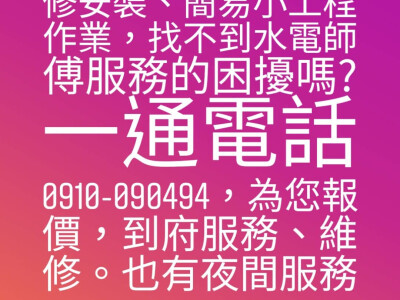 修安裝、簡易小工程
作業，找不到水電師
傅服務的困擾嗎?
一通電話
0910-090494，為您報
價，到府服務、維
修。也有夜間服務